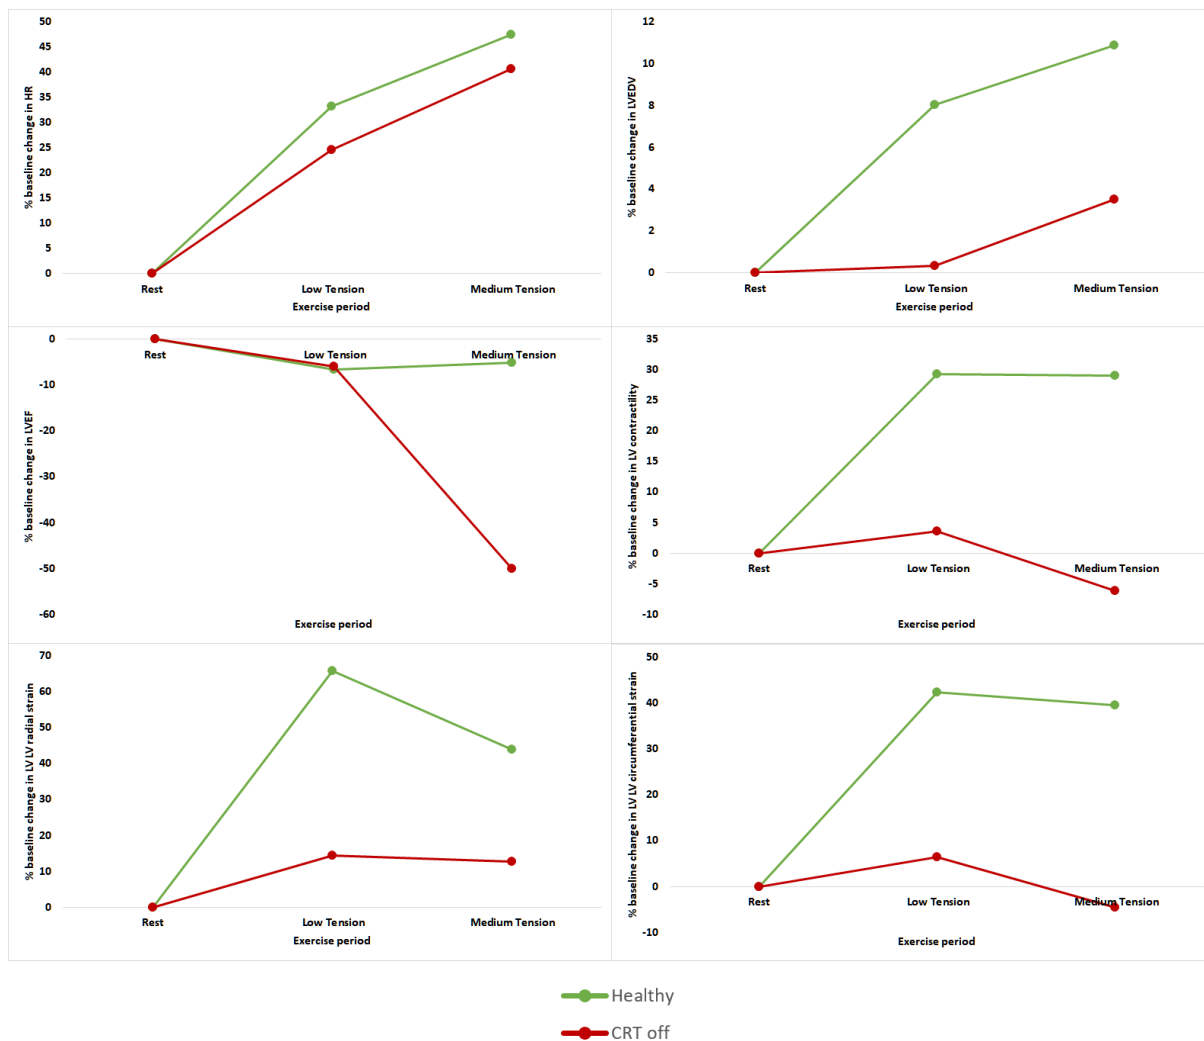 50
45
40
35
30
25
20
15
10
5
0
% baseline change in HR
Rest
Low Tension
Medium Tension
Exercise period
12
10
8
6
4
2
0
% baseline change in LVEDV
Rest
Low Tension
Medium Tension
Exercise period
0
-10
-20
-30
-40
-50
-60
% baseline change in LVEF
Rest
Low Tension
Medium Tension
Exercise period
35
30
25
20
15
10
5
0
-5
-10
% baseline change in LV contractility
Rest
Low Tension
Medium Tension
Exercise period
70
60
50
40
30
20
10
0
% baseline change in LV LV radial strain
Rest
Low Tension
Medium Tension
Exercise period
50
40
30
20
10
0
-10
% baseline change in LV LV circumferential strain
Rest
Low Tension
Medium Tension
Exercise period
Healthy
CRT off